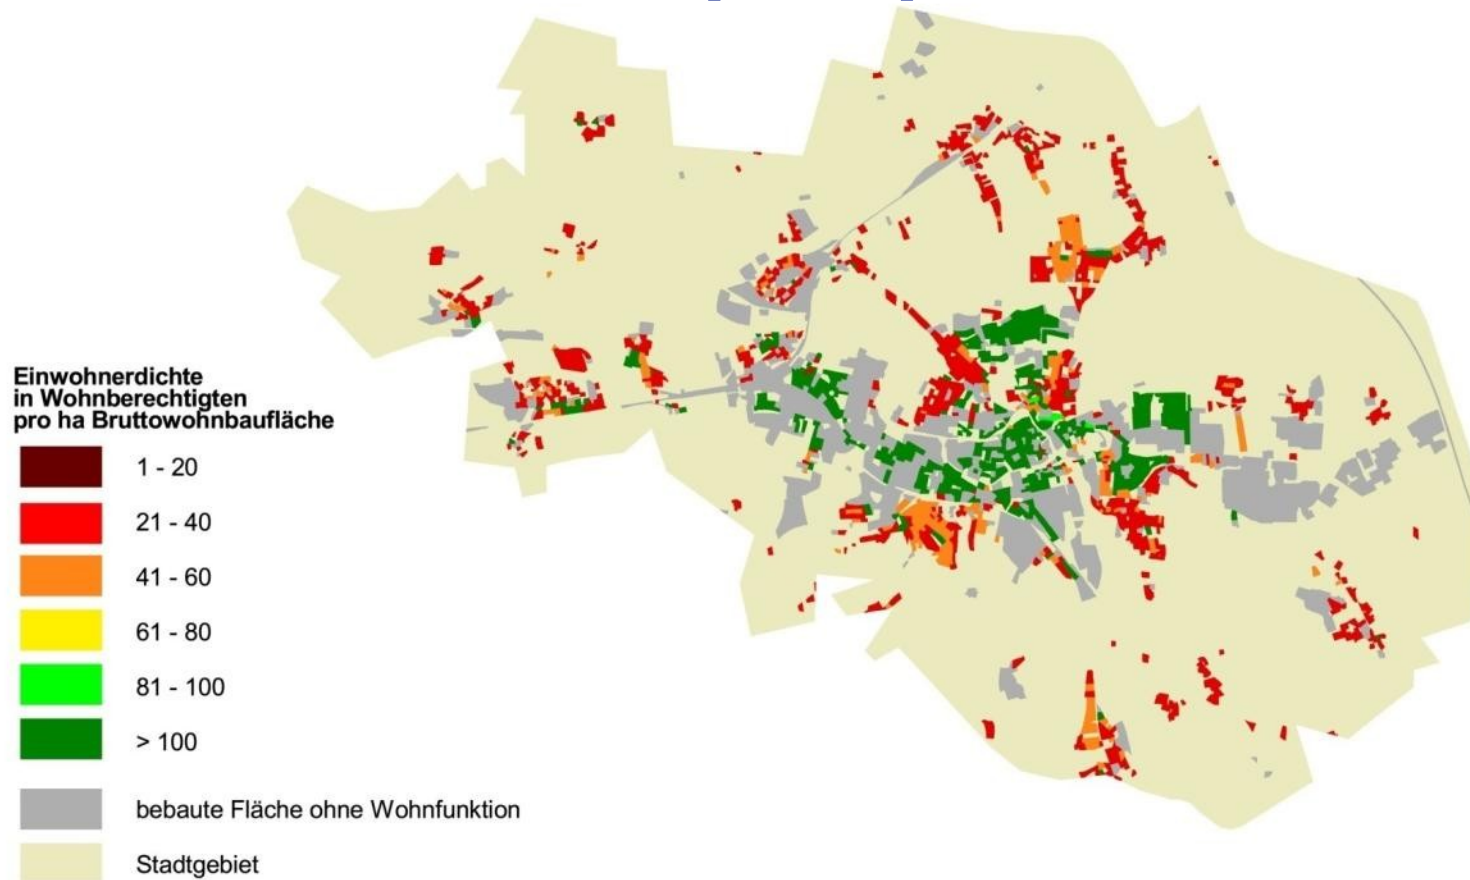 Einwohnerdichte
in Wohnberechtigten
pro ha Bruttowohnbaufläche
1 - 20
21 - 40
41 - 60
61 - 80
81 - 100
> 100
bebaute Fläche ohne Wohnfunktion
Stadtgebiet